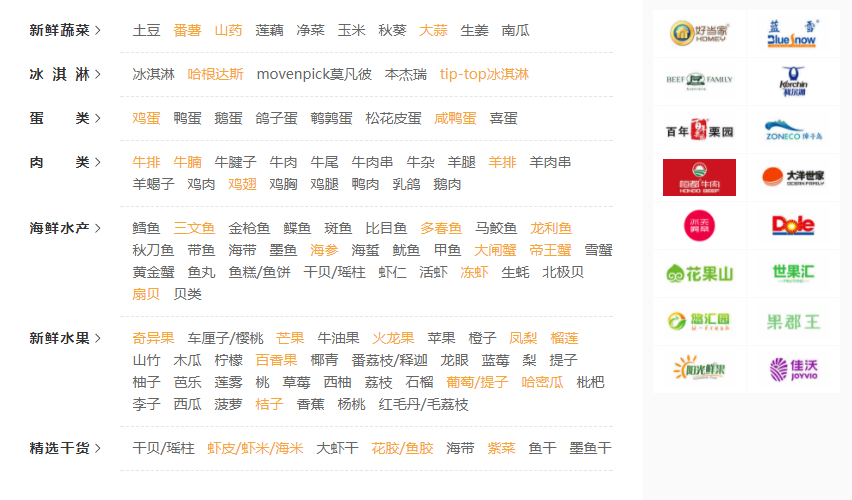 新鲜蔬菜 > 土豆 番薯 山药 莲藕 净菜 玉米 秋葵 大蒜 生姜 南瓜
冰淇淋 > 冰淇淋 哈根达斯 movenpick莫凡彼 本杰瑞 tip-top冰淇淋
蛋类 > 鸡蛋 鸭蛋 鹅蛋 鸽子蛋 鹌鹑蛋 松花皮蛋 咸鸭蛋 喜蛋
肉类 > 牛排 牛腩 牛腱子 牛肉 牛尾 牛肉串 牛杂 羊腿 羊排 羊肉串
羊蝎子 鸡肉 鸡翅 鸡胸 鸡腿 鸭肉 乳鸽 鹅肉
海鲜水产 > 鳕鱼 三文鱼 金枪鱼 鲽鱼 斑鱼 比目鱼 多春鱼 马鲛鱼 龙利鱼
秋刀鱼 带鱼 海带 墨鱼 海参 海蜇 鱿鱼 甲鱼 大闸蟹 帝王蟹 雪蟹
黄金蟹 鱼丸 鱼糕/鱼饼 干贝/瑶柱 虾仁 活虾 冻虾 生蚝 北极贝
扇贝 贝类
新鲜水果 > 奇异果 车厘子/樱桃 芒果 牛油果 火龙果 苹果 橙子 凤梨 榴莲
山竹 木瓜 柠檬 百香果 椰青 番荔枝/释迦 龙眼 蓝莓 梨 提子
柚子 芭乐 莲雾 桃 草莓 西柚 荔枝 石榴 葡萄/提子 哈密瓜 枇杷
李子 西瓜 菠萝 桔子 香蕉 杨桃 红毛丹/毛荔枝
精选干货 > 干贝/瑶柱 虾皮/虾米/海米 大虾干 花胶/鱼胶 海带 紫菜 鱼干 墨鱼干
好当家
HOMEY
蓝雪
Blue Snow
BEEF FAMILY
Kerchin
科尔沁
百年栗园
ZONECO 獐子岛
恒都牛肉
HONDO BEEF
大洋世家
OCEAN FAMILY
Dole
花果山
世果汇
悠汇园
U-Fresh
果郡王
阳光鲜果
佳沃
JOYVIO